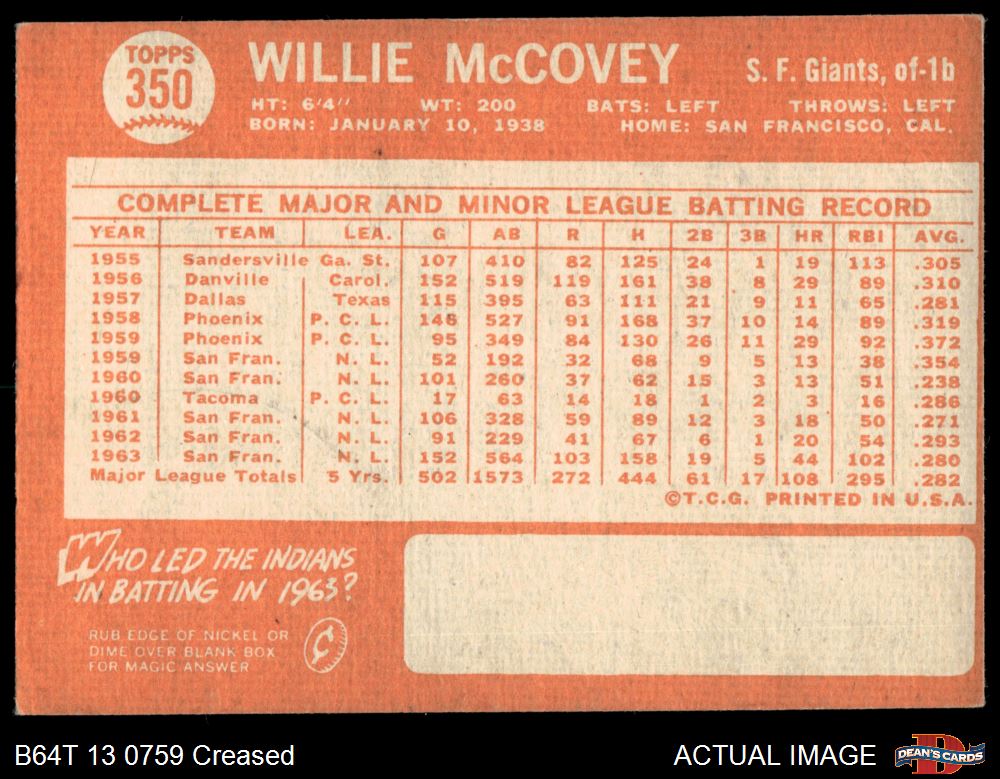 TOPPS
350
WILLIE McCOVEY
S. F. Giants, of-1b
HT: 6'4" WT: 200 BATS: LEFT THROWS: LEFT
BORN: JANUARY 10, 1938 HOME: SAN FRANCISCO, CAL.
COMPLETE MAJOR AND MINOR LEAGUE BATTING RECORD
YEAR TEAM LEA. G AB R H 2B 3B HR RBI AVG.
1955 Sandersville Ga. St. 107 410 82 125 24 1 19 113 .305
1956 Danville Carol. 152 519 119 161 38 8 29 89 .310
1957 Dallas Texas 115 395 63 111 21 9 11 65 .281
1958 Phoenix P. C. L. 146 527 91 168 37 10 14 89 .319
1959 Phoenix P. C. L. 95 349 84 130 26 11 29 92 .372
1959 San Fran. N. L. 52 192 32 68 9 5 13 38 .354
1960 San Fran. N. L. 101 260 37 62 15 3 13 51 .238
1960 Tacoma P. C. L. 17 63 14 18 1 2 3 16 .286
1961 San Fran. N. L. 106 328 59 89 12 3 18 50 .271
1962 San Fran. N. L. 91 229 41 67 6 1 20 54 .293
1963 San Fran. N. L. 152 564 103 158 19 5 44 102 .280
Major League Totals 5 Yrs. 502 1573 272 444 61 17 108 295 .282
©T.C.G. PRINTED IN U.S.A.
WHO LED THE INDIANS
IN BATTING IN 1963?
RUB EDGE OF NICKEL OR
DIME OVER BLANK BOX
FOR MAGIC ANSWER
¢
B64T 13 0759 Creased
ACTUAL IMAGE
D
DEAN'S CARDS